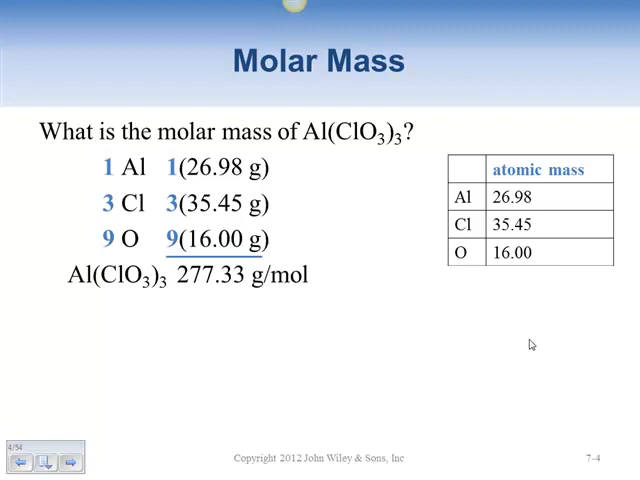 Molar Mass
What is the molar mass of Al(ClO₃)₃?
1 Al 1(26.98 g)
3 Cl 3(35.45 g)
9 O 9(16.00 g)
Al(ClO₃)₃ 277.33 g/mol
atomic mass
Al 26.98
Cl 35.45
O 16.00
4/54
Copyright 2012 John Wiley & Sons, Inc
7-4